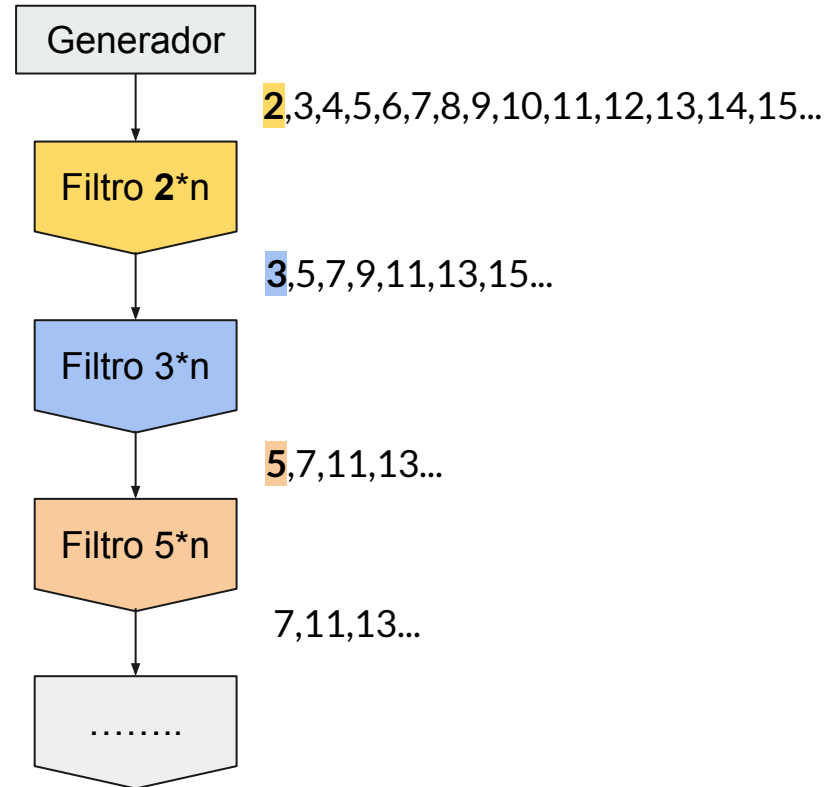 Generador
2,3,4,5,6,7,8,9,10,11,12,13,14,15...
Filtro 2*n
3,5,7,9,11,13,15...
Filtro 3*n
5,7,11,13...
Filtro 5*n
7,11,13...
........